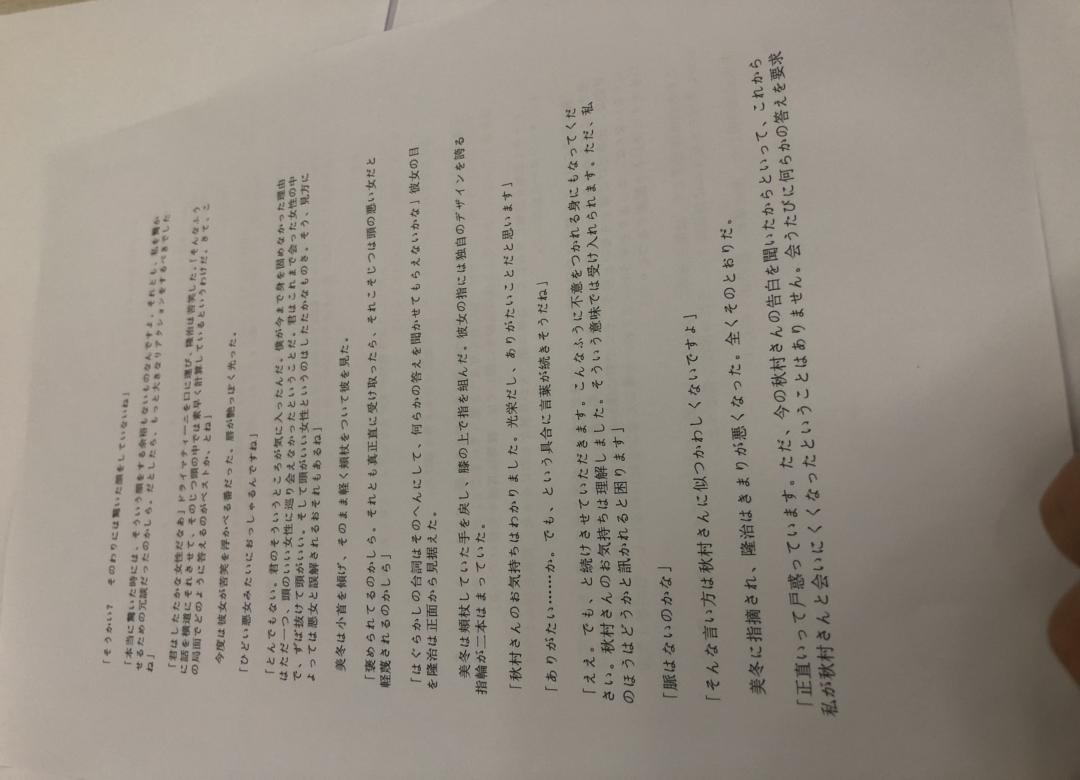 「そうかい？　そのわりには驚いた顔をしていないね」
「本当に驚いた時には、そういう顔をする余裕もないものなんですよ。それとも、私を驚か
せるための冗談だったのかしら。だとしたら、もっと大きなリアクションをするべきでした
ね」
「君はしたたかな女性だなあ」ドライマティーニを口に運び、隆治は苦笑した。「そんなふう
に話を横道にそれさせて、そのじつ頭の中では素早く計算しているというわけだ。さて、こ
の局面でどのように答えるのがベストか、とね」
今度は彼女が苦笑を浮かべる番だった。唇が艶っぽく光った。
「ひどい悪女みたいにおっしゃるんですね」
「とんでもない。君のそういうところが気に入ったんだ。僕が今まで身を固めなかった理由
はただ一つ、頭のいい女性に巡り会えなかったということだ。君はこれまで会った女性の中
で、ずば抜けて頭がいい。そして頭がいい女性というのはしたたかなものさ。そう、見方に
よっては悪女と誤解されるおそれもあるね」
美冬は小首を傾げ、そのまま軽く頬杖をついて彼を見た。
「褒められてるのかしら。それとも真正直に受け取ったら、それこそじつは頭の悪い女だと
軽蔑されるのかしら」
「はぐらかしの台詞はそのへんにして、何らかの答えを聞かせてもらえないかな」彼女の目
を隆治は正面から見据えた。
美冬は頬杖していた手を戻し、膝の上で指を組んだ。彼女の指には独自のデザインを誇る
指輪が二本はまっていた。
「秋村さんのお気持ちはわかりました。光栄だし、ありがたいことだと思います」
「ありがたい……か。でも、という具合に言葉が続きそうだね」
「ええ。でも、と続けさせていただきます。こんなふうに不意をつかれる身にもなってくだ
さい。秋村さんのお気持ちは理解しました。そういう意味では受け入れられます。ただ、私
のほうはどうかと訊かれると困ります」
「脈はないのかな」
「そんな言い方は秋村さんに似つかわしくないですよ」
美冬に指摘され、隆治はきまりが悪くなった。全くそのとおりだ。
「正直いって戸惑っています。ただ、今の秋村さんの告白を聞いたからといって、これから
私が秋村さんと会いにくくなったということはありません。会うたびに何らかの答えを要求